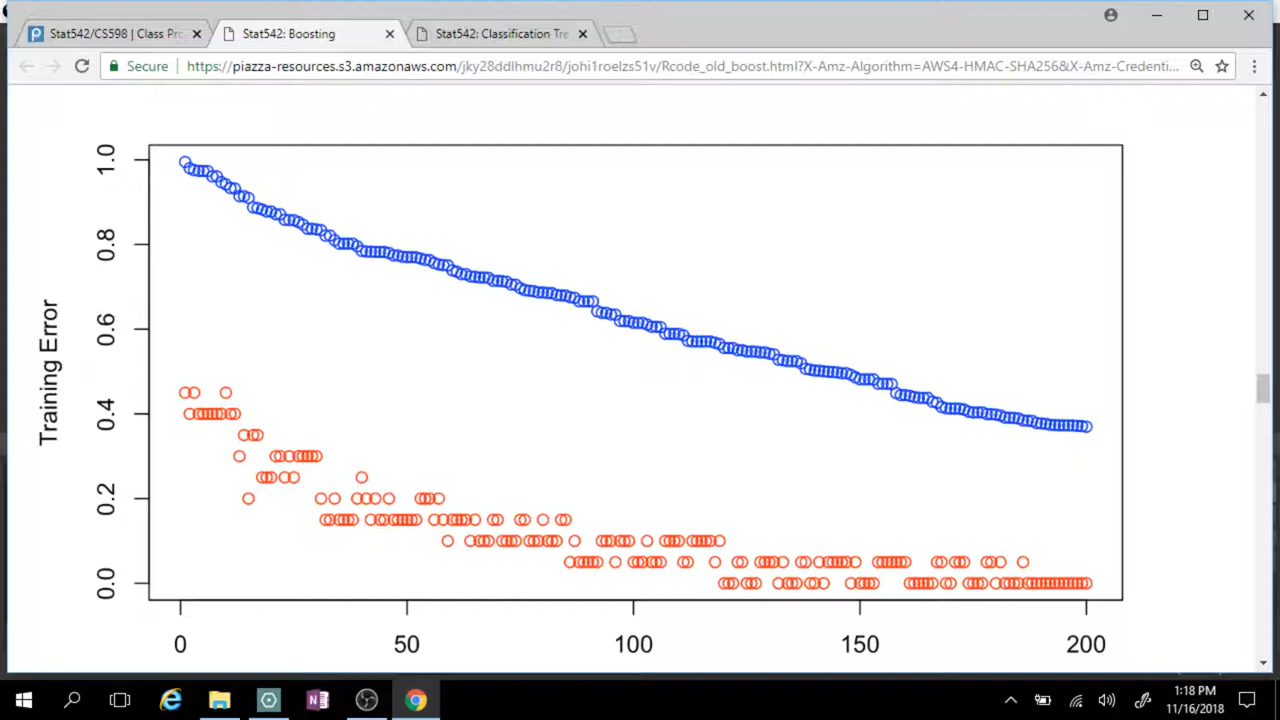 Stat542/CS598 | Class Pro
Stat542: Boosting
Stat542: Classification Tre
Secure
https://piazza-resources.s3.amazonaws.com/jky28ddlhmu2r8/johi1roelzs51v/Rcode_old_boost.html?X-Amz-Algorithm=AWS4-HMAC-SHA256&X-Amz-Credenti...
Training Error
1.0
0.8
0.6
0.4
0.2
0.0
0 50 100 150 200
1:18 PM
11/16/2018